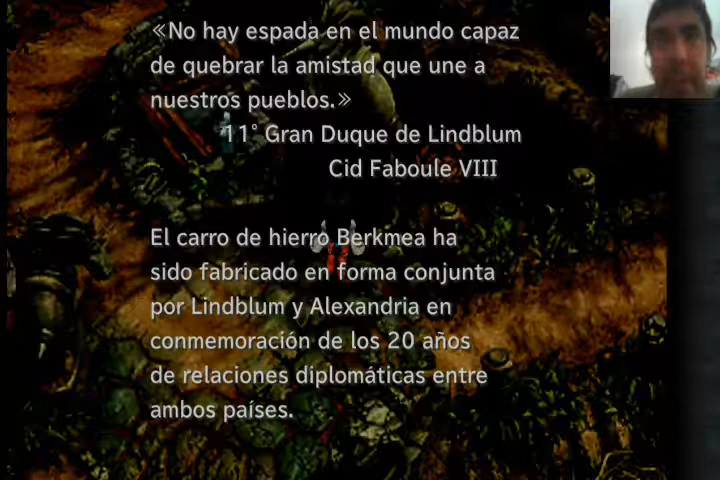 «No hay espada en el mundo capaz
de quebrar la amistad que une a
nuestros pueblos.»
11° Gran Duque de Lindblum
Cid Faboule VIII
El carro de hierro Berkmea ha
sido fabricado en forma conjunta
por Lindblum y Alexandria en
conmemoración de los 20 años
de relaciones diplomáticas entre
ambos países.